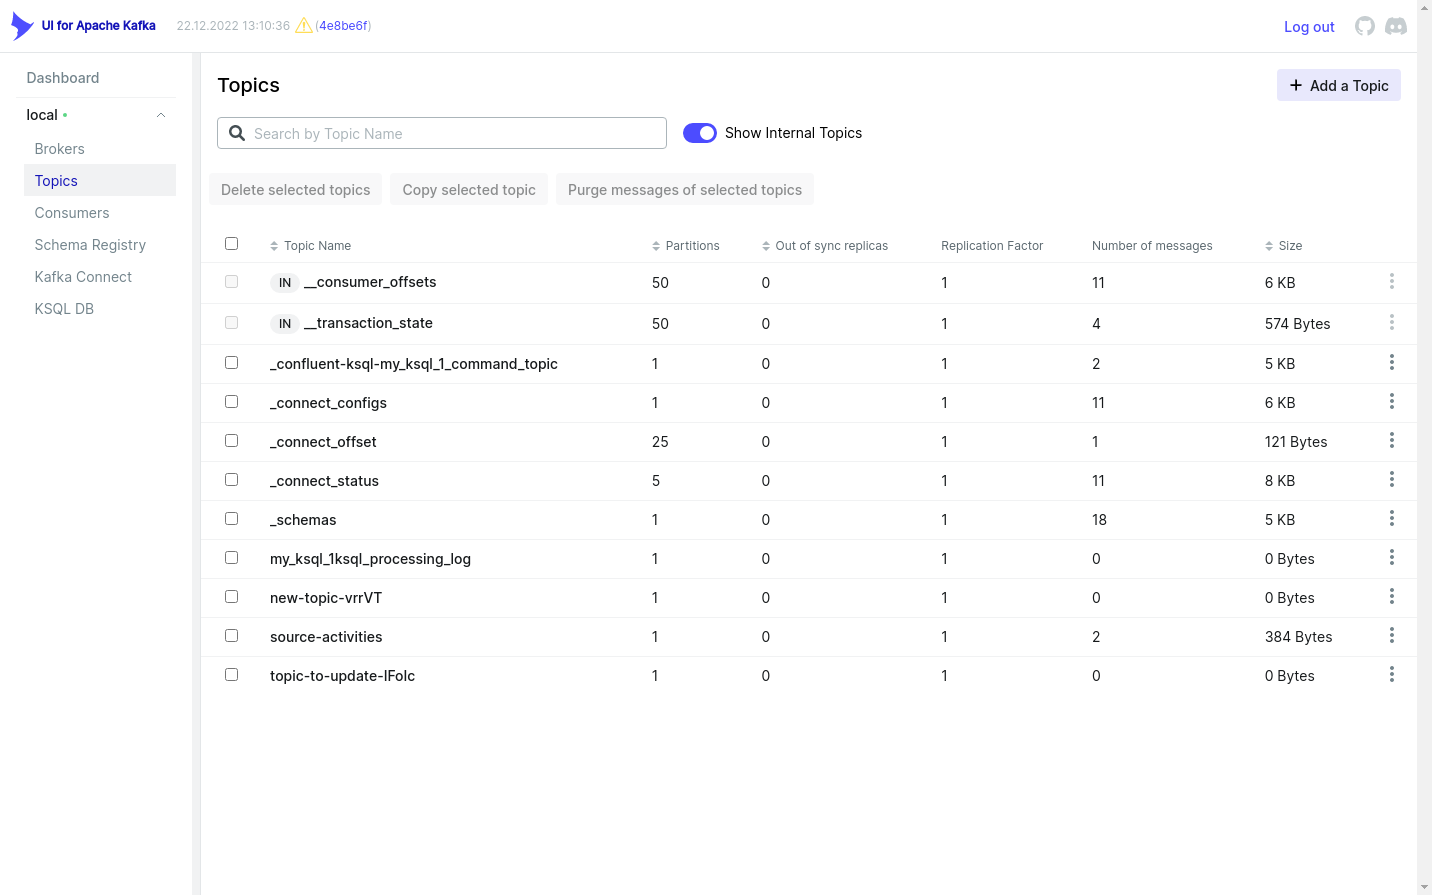 UI for Apache Kafka 22.12.2022 13:10:36 (4e8be6f) Log out
Dashboard
local
Brokers
Topics
Consumers
Schema Registry
Kafka Connect
KSQL DB
Topics
Add a Topic
Search by Topic Name Show Internal Topics
Delete selected topics Copy selected topic Purge messages of selected topics
Topic Name Partitions Out of sync replicas Replication Factor Number of messages Size
IN __consumer_offsets 50 0 1 11 6 KB
IN __transaction_state 50 0 1 4 574 Bytes
_confluent-ksql-my_ksql_1_command_topic 1 0 1 2 5 KB
_connect_configs 1 0 1 11 6 KB
_connect_offset 25 0 1 1 121 Bytes
_connect_status 5 0 1 11 8 KB
_schemas 1 0 1 18 5 KB
my_ksql_1ksql_processing_log 1 0 1 0 0 Bytes
new-topic-vrrVT 1 0 1 0 0 Bytes
source-activities 1 0 1 2 384 Bytes
topic-to-update-IFolc 1 0 1 0 0 Bytes